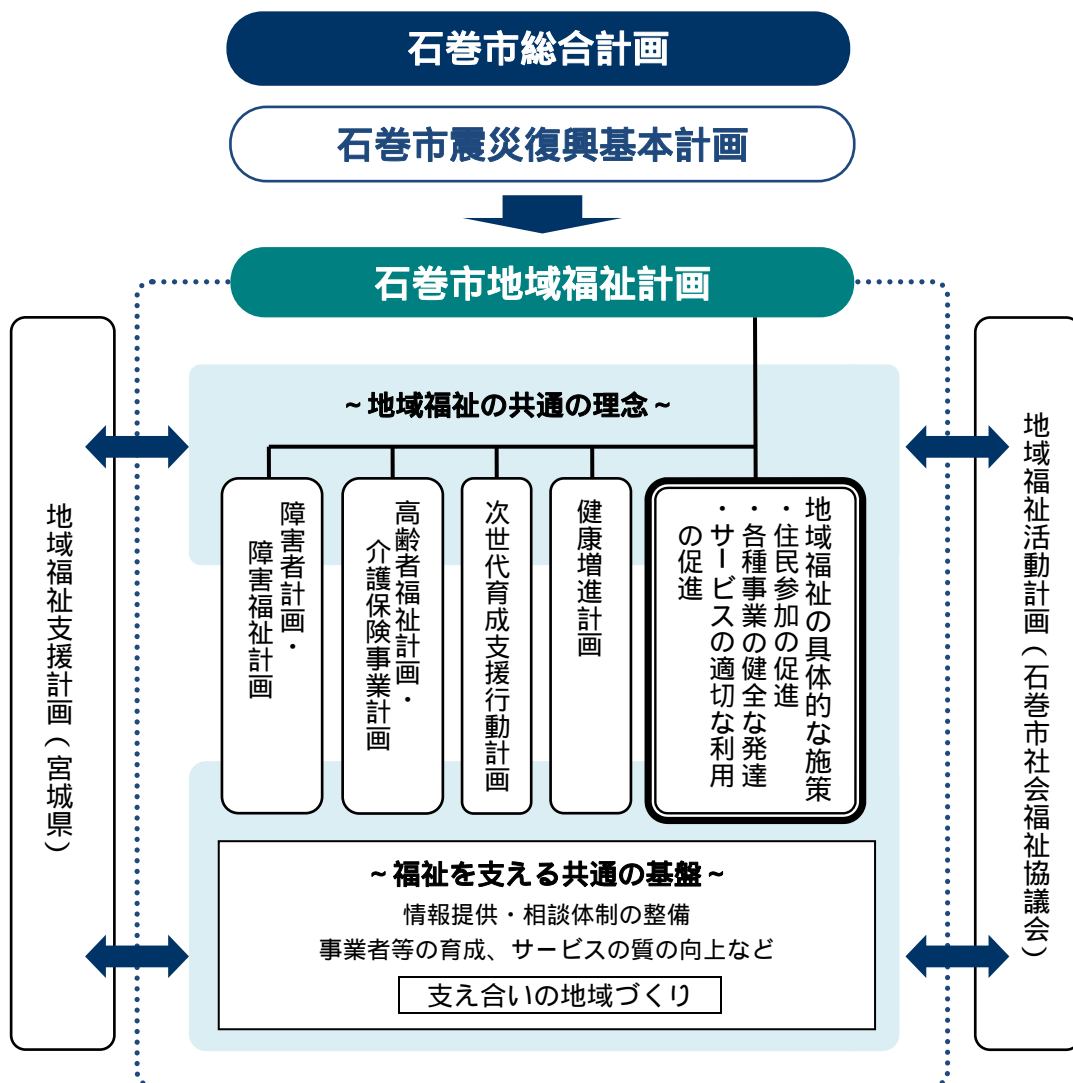 石巻市総合計画
石巻市震災復興基本計画
石巻市地域福祉計画
~地域福祉の共通の理念~
地域福祉支援計画(宮城県)
障害者計画・
障害福祉計画
高齢者福祉計画・
介護保険事業計画
次世代育成支援行動計画
健康増進計画
地域福祉の具体的な施策
・住民参加の促進
・各種事業の健全な発達
・サービスの適切な利用
の促進
地域福祉活動計画(石巻市社会福祉協議会)
~福祉を支える共通の基盤~
情報提供・相談体制の整備
事業者等の育成、サービスの質の向上など
支え合いの地域づくり